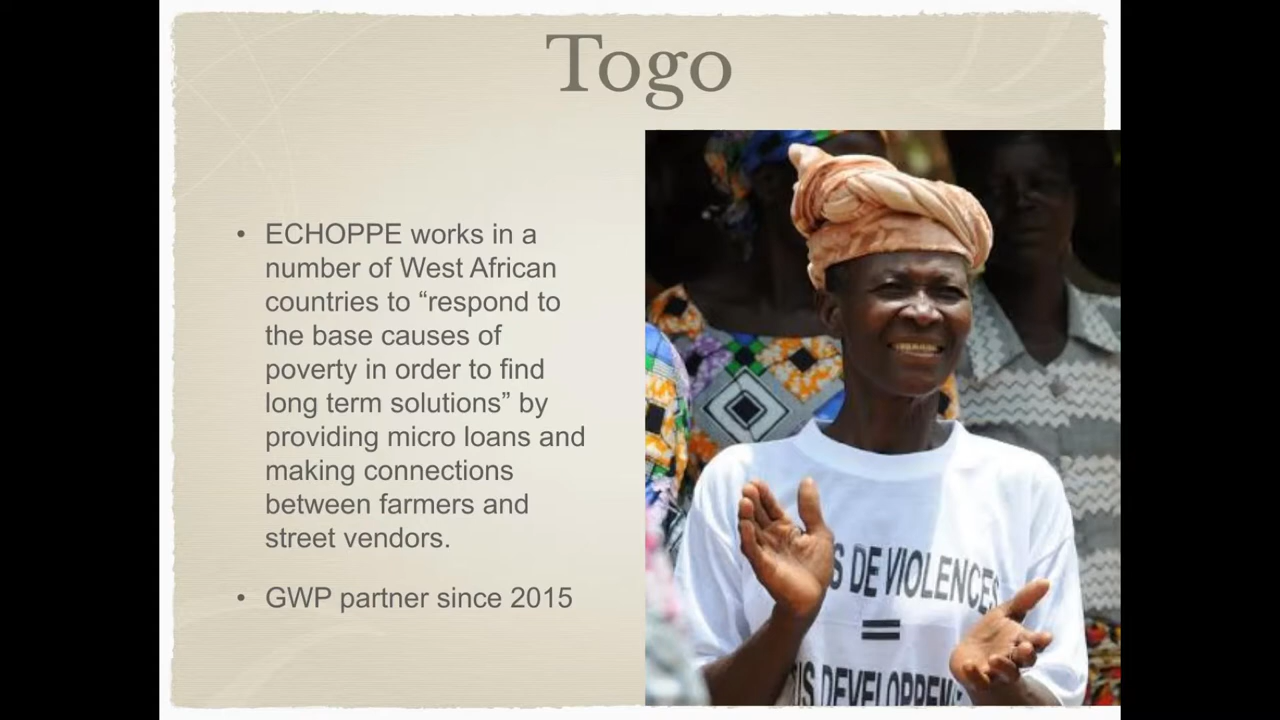 Togo
• ECHOPPE works in a
number of West African
countries to “respond to
the base causes of
poverty in order to find
long term solutions” by
providing micro loans and
making connections
between farmers and
street vendors.
• GWP partner since 2015
DE VIOLENCES
=